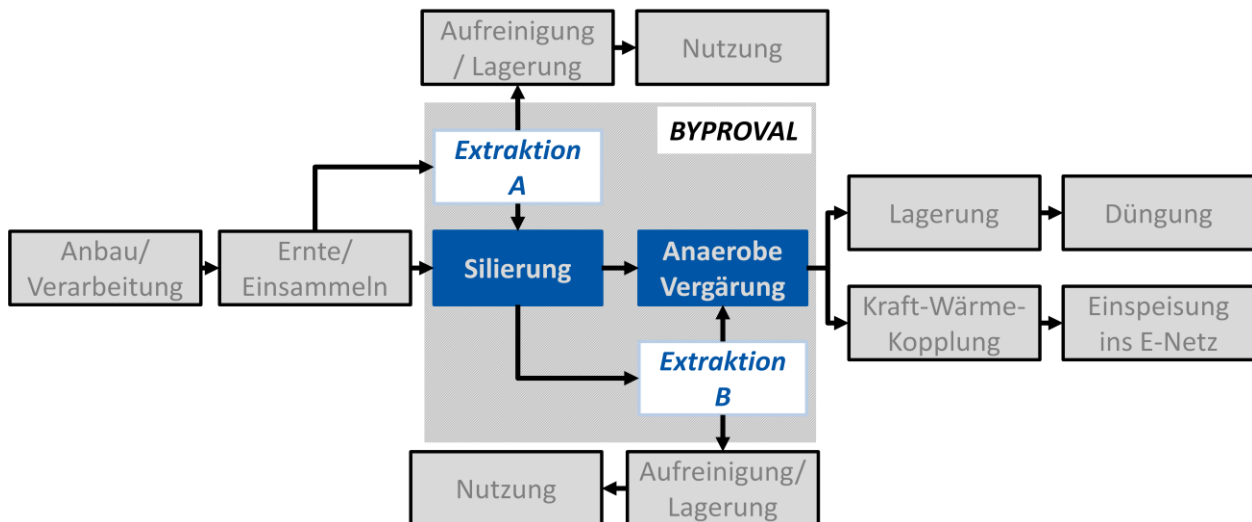 Aufreinigung
/ Lagerung
Nutzung
BYPROVAL
Extraktion
A
Anbau/
Verarbeitung
Ernte/
Einsammeln
Silierung
Anaerobe
Vergärung
Lagerung
Düngung
Kraft-Wärme-
Kopplung
Einspeisung
ins E-Netz
Extraktion
B
Nutzung
Aufreinigung/
Lagerung